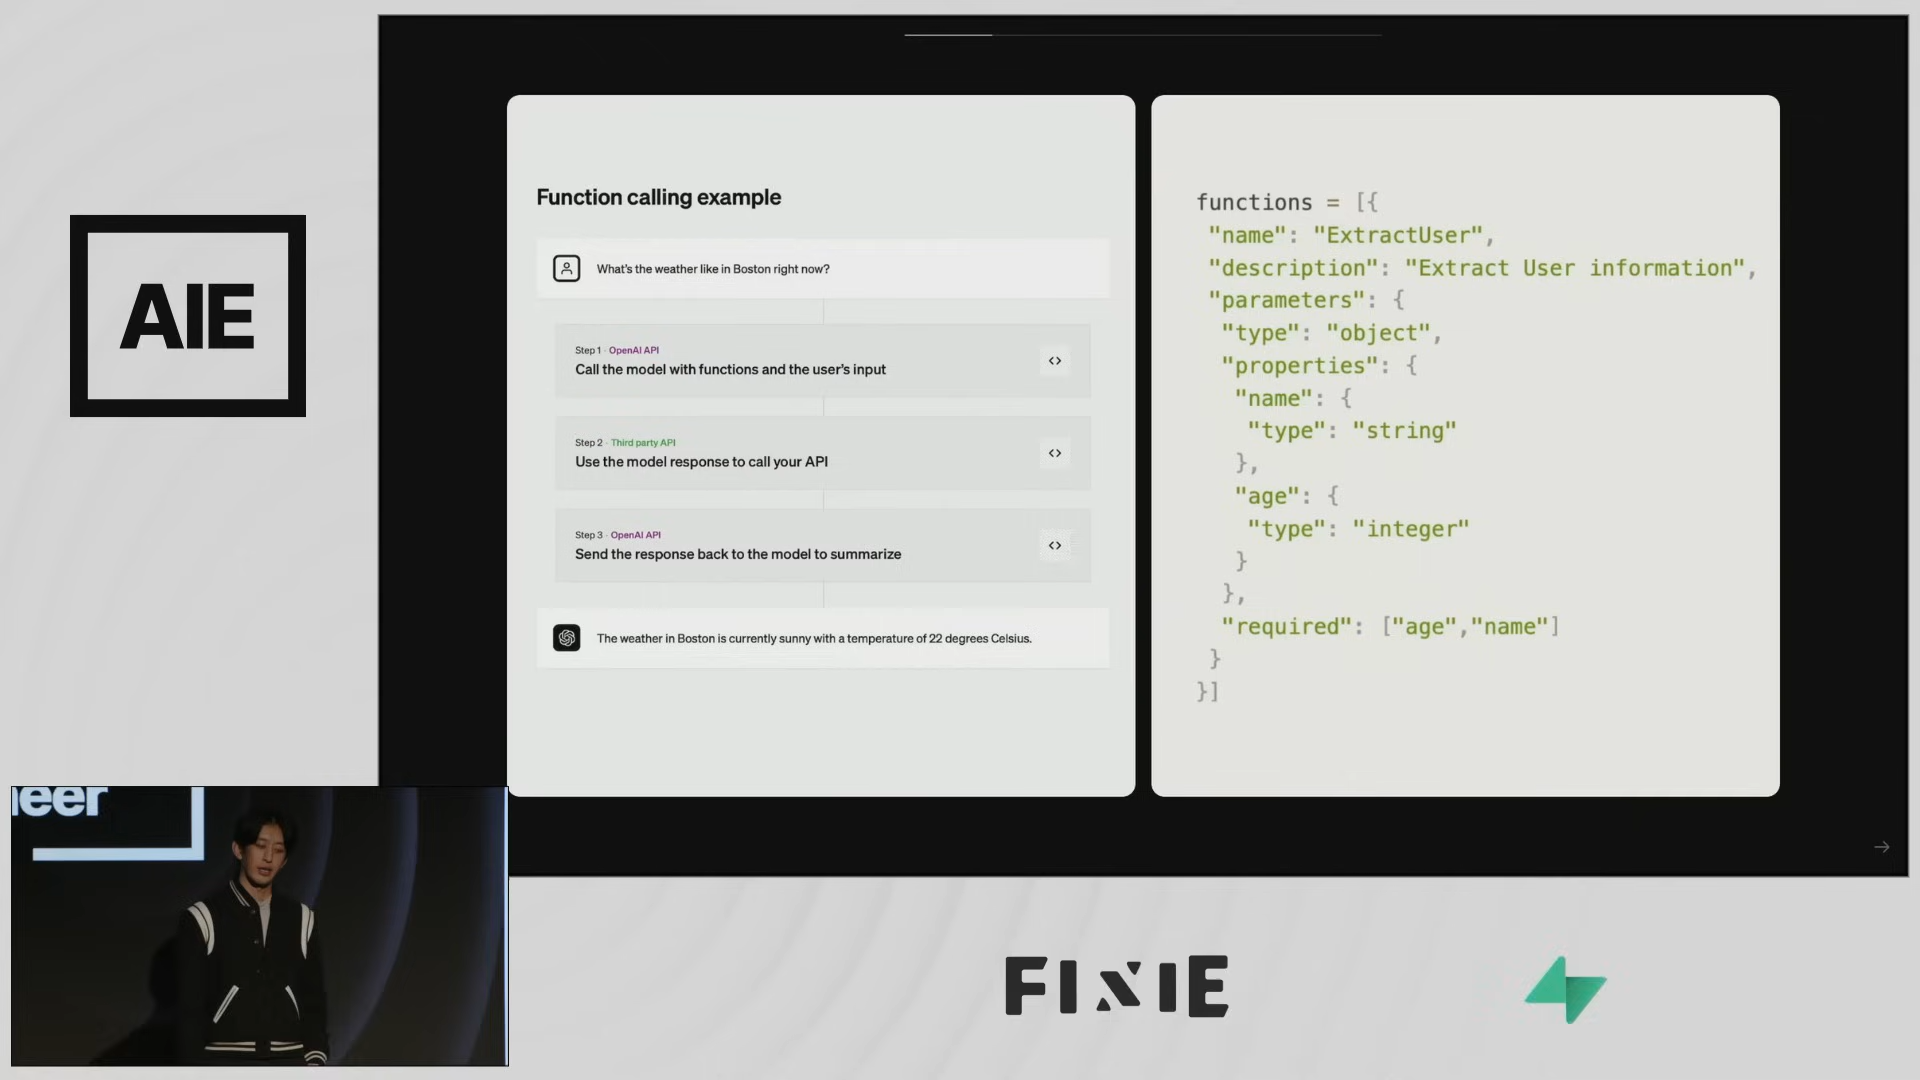 AIE
Function calling example
What's the weather like in Boston right now?
Step 1 · OpenAI API
Call the model with functions and the user's input
<>
Step 2 · Third party API
Use the model response to call your API
<>
Step 3 · OpenAI API
Send the response back to the model to summarize
<>
The weather in Boston is currently sunny with a temperature of 22 degrees Celsius.
functions = [{
"name": "ExtractUser",
"description": "Extract User information",
"parameters": {
"type": "object",
"properties": {
"name": {
"type": "string"
},
"age": {
"type": "integer"
}
},
"required": ["age","name"]
}
}]
neer
FIXIE